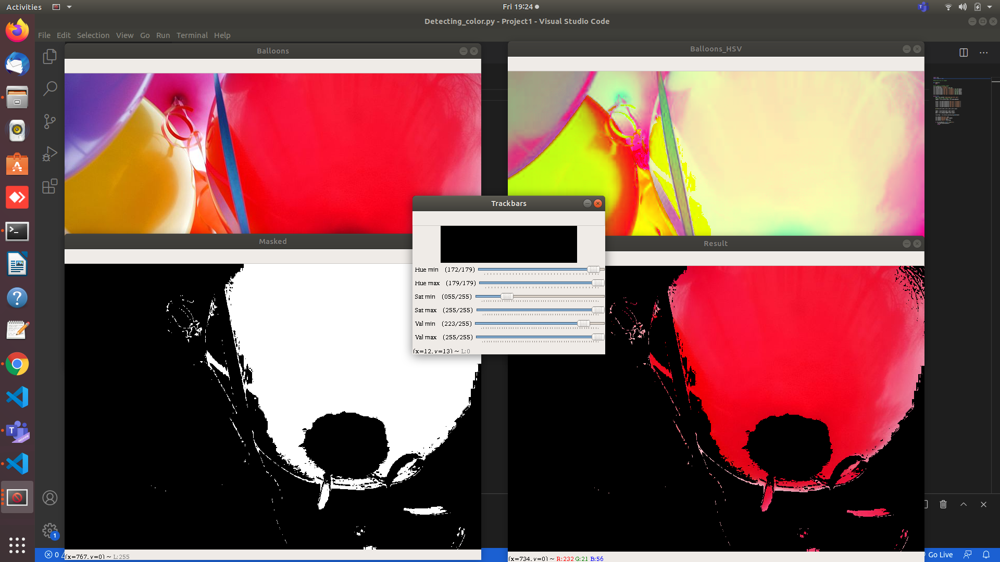 Activities
Fri 19:24
Detecting_color.py - Project1 - Visual Studio Code
File Edit Selection View Go Run Terminal Help
Balloons
Balloons_HSV
Trackbars
Hue min (172/179)
Hue max (179/179)
Sat min (055/255)
Sat max (255/255)
Val min (223/255)
Val max (255/255)
(x=12, y=13) ~ L:0
Masked
Result
(x=767, y=0) ~ L:255
(x=734, y=0) ~ R:232 G:21 B:56
1
0
Go Live